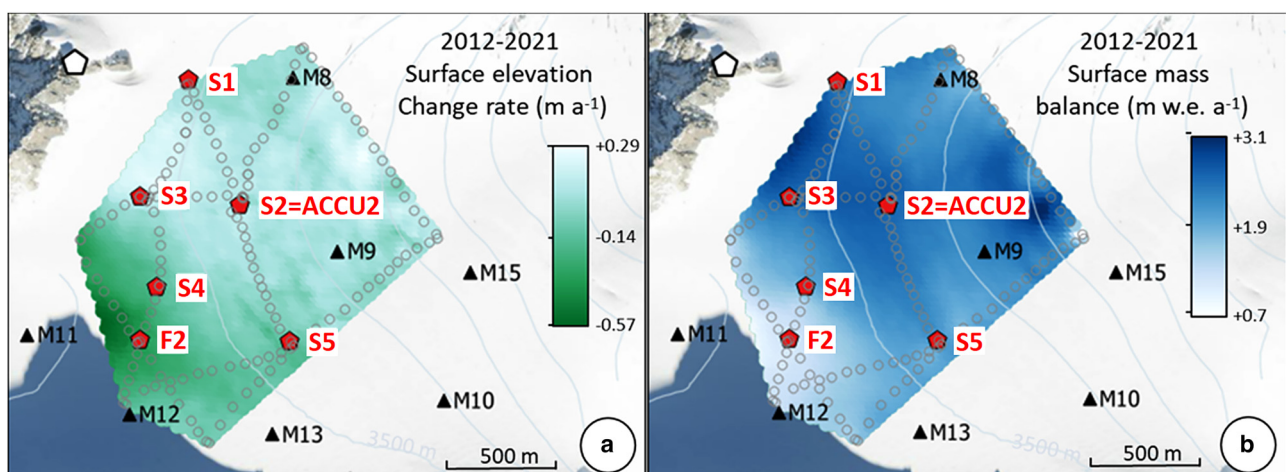 2012-2021
Surface elevation
Change rate (m a-1)
+0.29
-0.14
-0.57
S1
M8
S3
S2=ACCU2
M9
M15
S4
M11
F2
S5
M12
M10
M13
3500 m
500 m
a
2012-2021
Surface mass
balance (m w.e. a-1)
+3.1
+1.9
+0.7
S1
M8
S3
S2=ACCU2
M9
M15
S4
M11
F2
S5
M12
M10
M13
3500 m
500 m
b